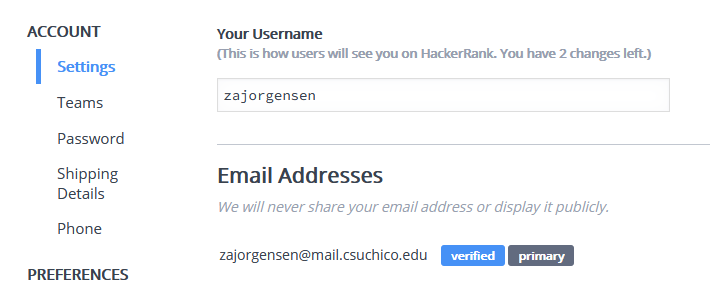 ACCOUNT
Settings
Teams
Password
Shipping
Details
Phone
PREFERENCES
Your Username
(This is how users will see you on HackerRank. You have 2 changes left.)
zajorgensen
Email Addresses
We will never share your email address or display it publicly.
zajorgensen@mail.csuchico.edu verified primary